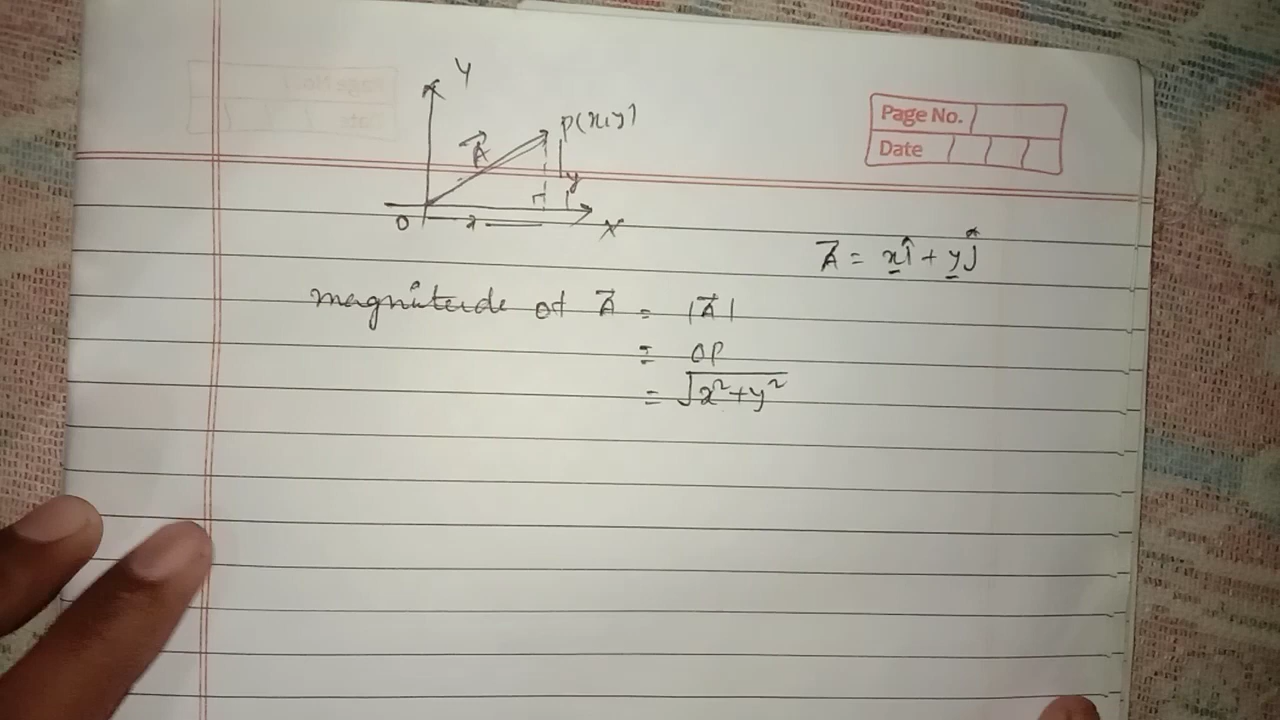 Y
P(x,y)
A⃗
y
O
x
X
Page No.
Date / / /
A⃗ = xî + yĵ
magnitude of A⃗ = |A⃗|
= OP
= √x²+y²